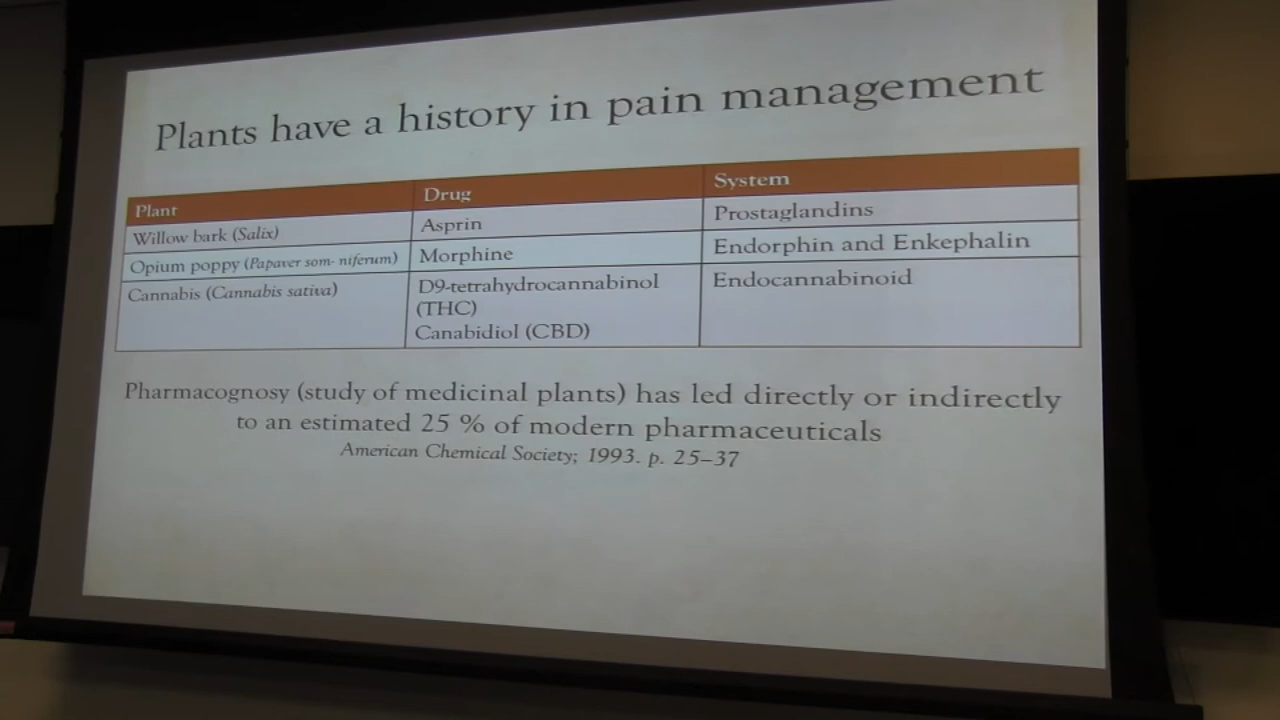 Plants have a history in pain management
Plant Drug System
Willow bark (Salix) Asprin Prostaglandins
Opium poppy (Papaver som- niferum) Morphine Endorphin and Enkephalin
Cannabis (Cannabis sativa) D9-tetrahydrocannabinol Endocannabinoid
(THC)
Canabidiol (CBD)
Pharmacognosy (study of medicinal plants) has led directly or indirectly
to an estimated 25 % of modern pharmaceuticals
American Chemical Society; 1993. p. 25–37